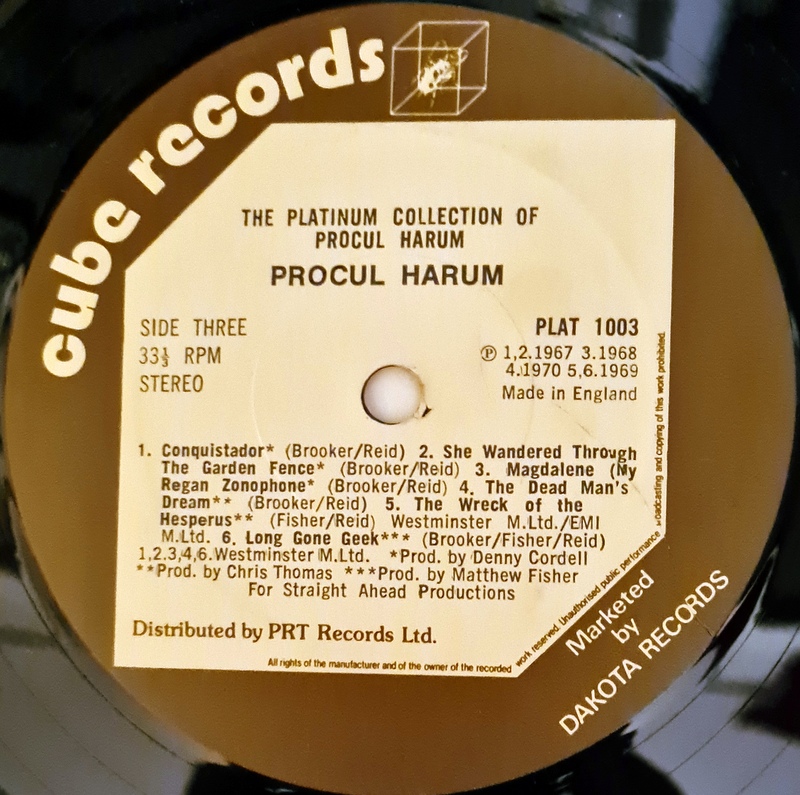 cube records
THE PLATINUM COLLECTION OF
PROCUL HARUM
PROCUL HARUM
SIDE THREE
33⅓ RPM
STEREO
PLAT 1003
℗ 1,2.1967 3.1968
4.1970 5,6.1969
Made in England
1. Conquistador* (Brooker/Reid) 2. She Wandered Through
The Garden Fence* (Brooker/Reid) 3. Magdalene (My
Regan Zonophone* (Brooker/Reid) 4. The Dead Man's
Dream** (Brooker/Reid) 5. The Wreck of the
Hesperus** (Fisher/Reid) Westminster M.Ltd./EMI
M.Ltd. 6. Long Gone Geek*** (Brooker/Fisher/Reid)
1,2,3,4,6.Westminster M.Ltd. *Prod. by Denny Cordell
**Prod. by Chris Thomas ***Prod. by Matthew Fisher
For Straight Ahead Productions
Distributed by PRT Records Ltd.
All rights of the manufacturer and of the owner of the recorded work reserved. Unauthorised public performance and copying of this work prohibited.
Marketed
by
DAKOTA RECORDS